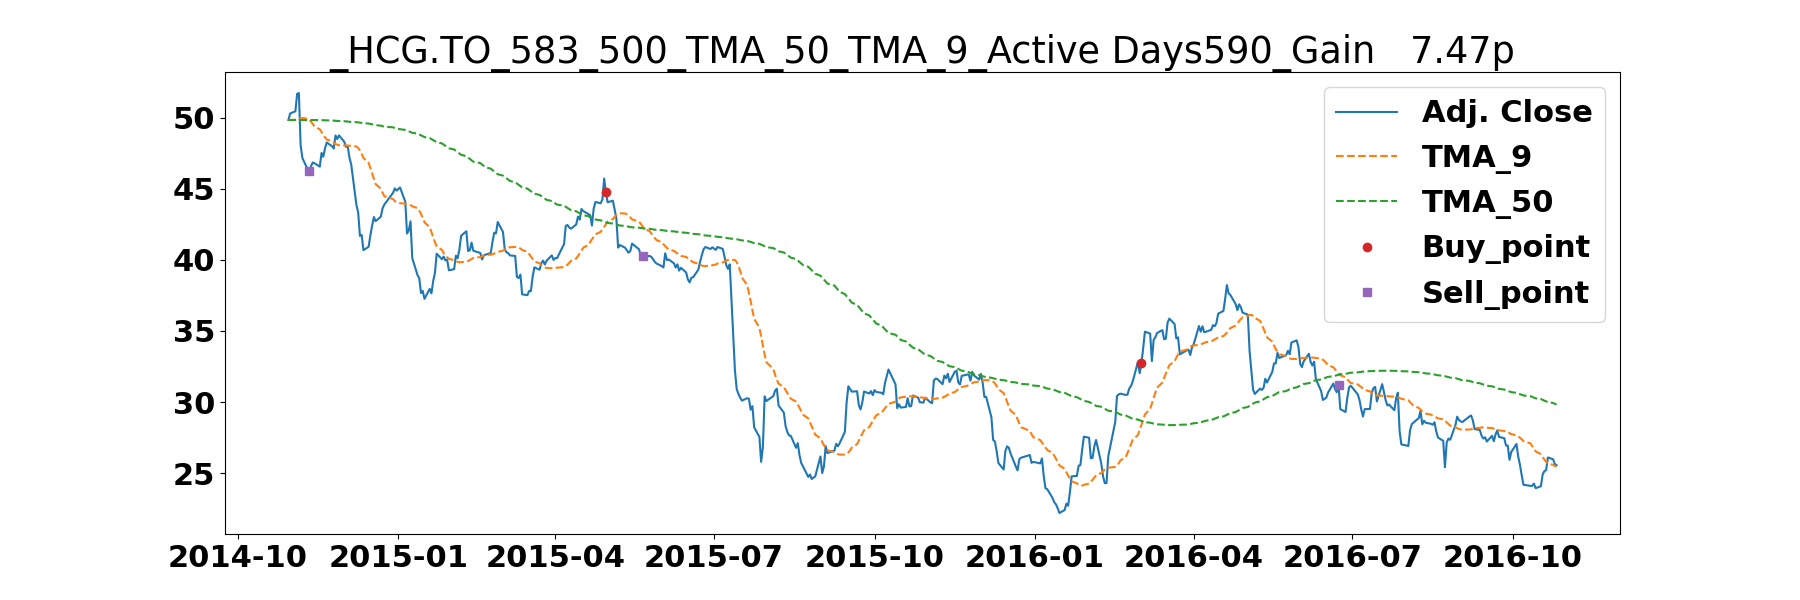 _HCG.TO_583_500_TMA_50_TMA_9_Active Days590_Gain   7.47p
50
45
40
35
30
25
Adj. Close
TMA_9
TMA_50
Buy_point
Sell_point
2014-10 2015-01 2015-04 2015-07 2015-10 2016-01 2016-04 2016-07 2016-10